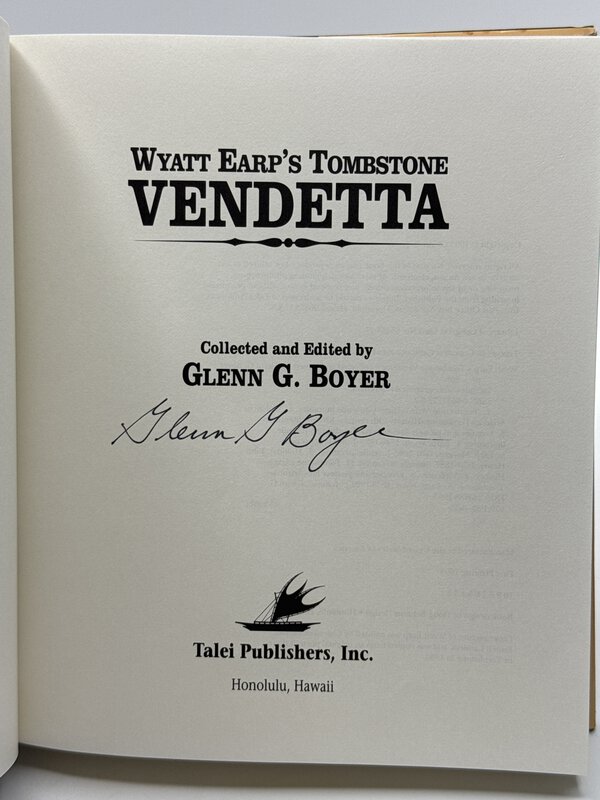 WYATT EARP'S TOMBSTONE
VENDETTA
Collected and Edited by
GLENN G. BOYER
Glenn G Boyer
Talei Publishers, Inc.
Honolulu, Hawaii